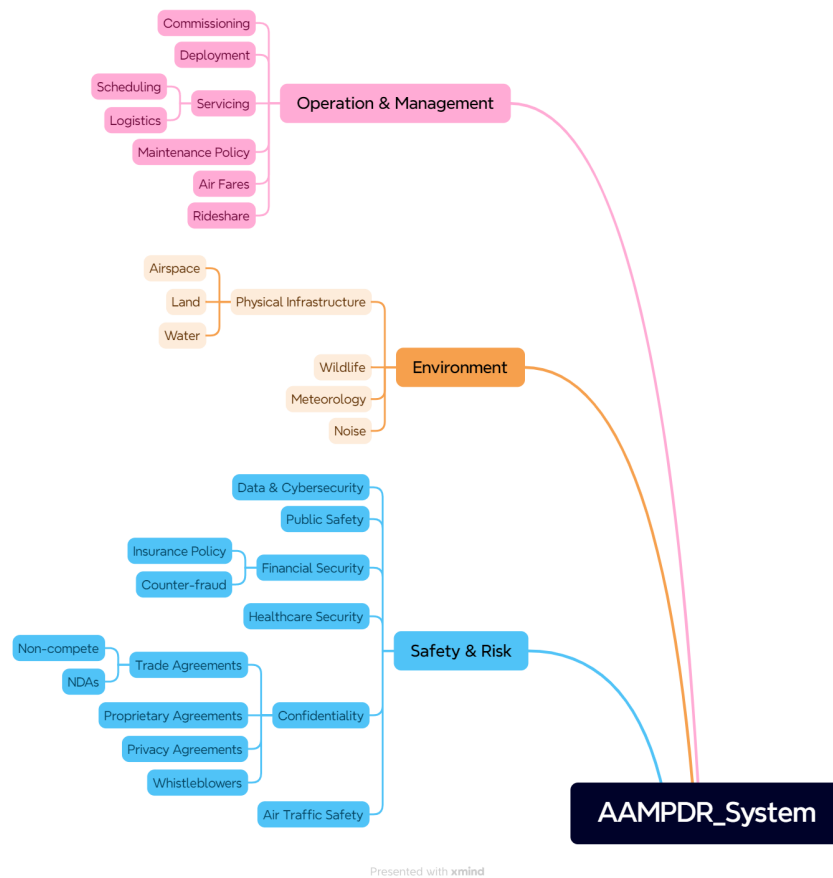 Commissioning
Deployment
Scheduling
Logistics
Servicing
Maintenance Policy
Air Fares
Rideshare
Operation & Management
Airspace
Land
Water
Physical Infrastructure
Wildlife
Meteorology
Noise
Environment
Data & Cybersecurity
Public Safety
Insurance Policy
Counter-fraud
Financial Security
Healthcare Security
Non-compete
NDAs
Trade Agreements
Proprietary Agreements
Privacy Agreements
Whistleblowers
Confidentiality
Air Traffic Safety
Safety & Risk
AAMPDR_System
Presented with xmind